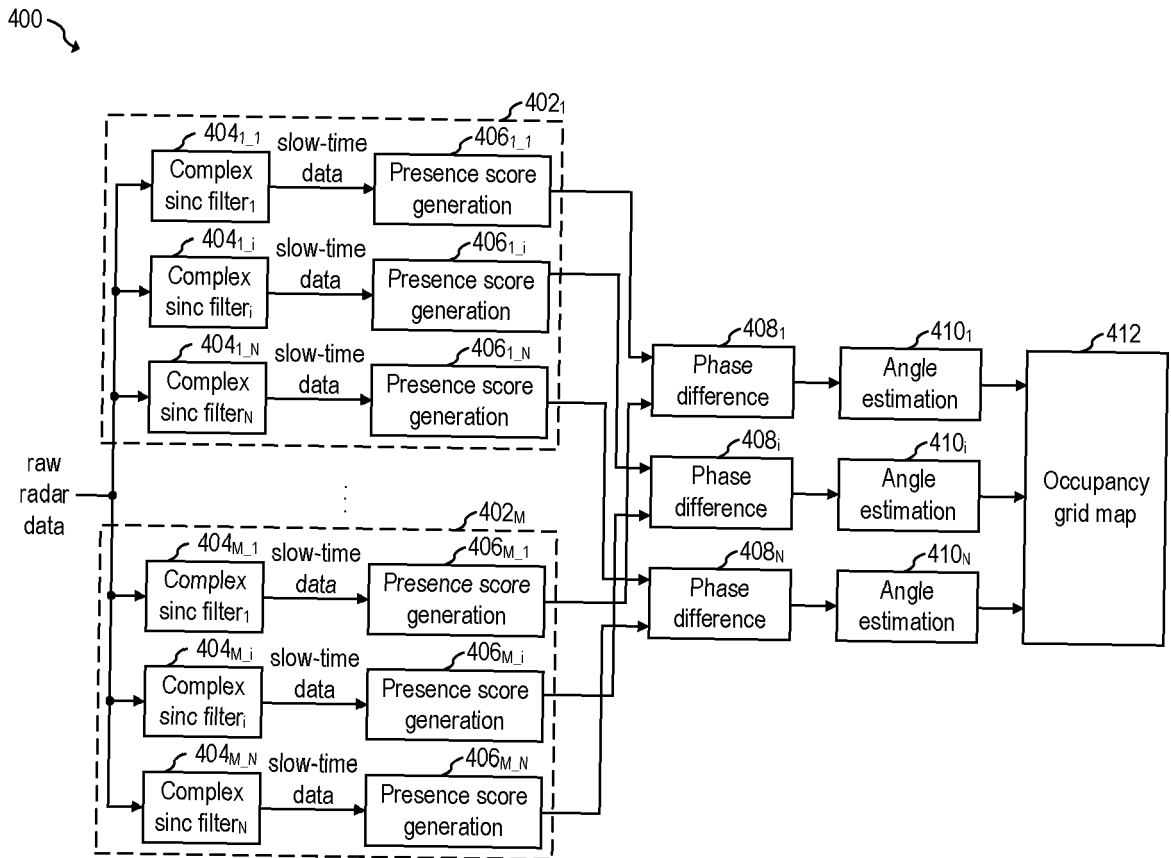 400
402₁
404₁_₁
slow-time
data
406₁_₁
Complex
sinc filter₁
Presence score
generation
404₁_ᵢ
slow-time
data
406₁_ᵢ
Complex
sinc filterᵢ
Presence score
generation
404₁_N
slow-time
data
406₁_N
Complex
sinc filterN
Presence score
generation
raw
radar
data
402M
404M_₁
slow-time
data
406M_₁
Complex
sinc filter₁
Presence score
generation
404M_ᵢ
slow-time
data
406M_ᵢ
Complex
sinc filterᵢ
Presence score
generation
404M_N
slow-time
data
406M_N
Complex
sinc filterN
Presence score
generation
408₁
Phase
difference
410₁
Angle
estimation
408ᵢ
Phase
difference
410ᵢ
Angle
estimation
408N
Phase
difference
410N
Angle
estimation
412
Occupancy
grid map